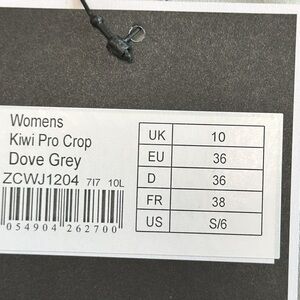 Womens
Kiwi Pro Crop
Dove Grey
ZCWJ1204 7I7 10L
0 054904 262700
UK 10
EU 36
D 36
FR 38
US S/6